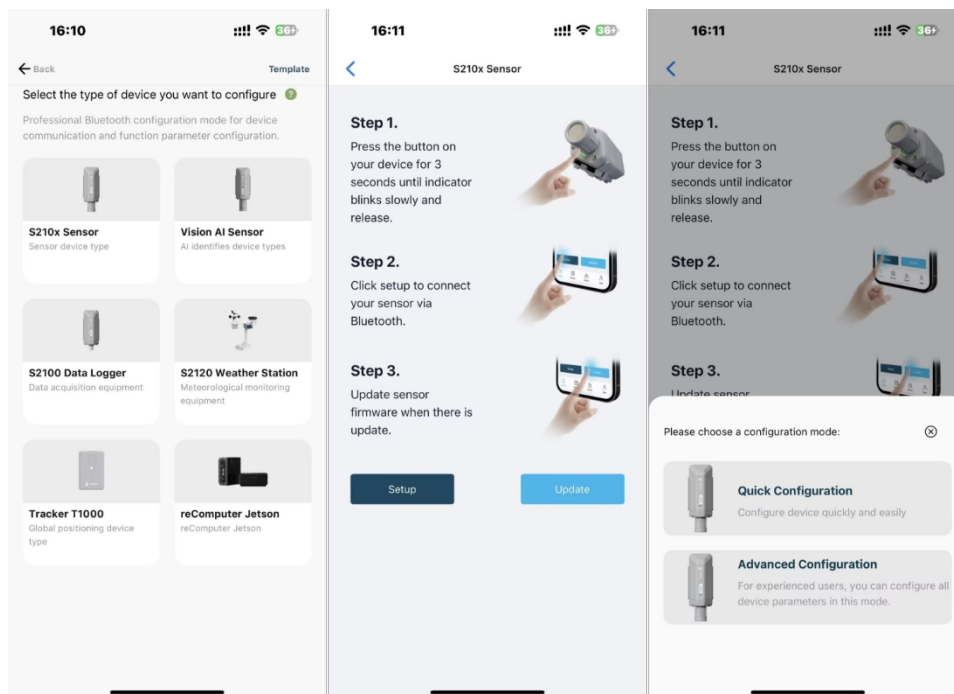 16:10
36
Back
Template
Select the type of device you want to configure
Professional Bluetooth configuration mode for device
communication and function parameter configuration.
S210x Sensor
Sensor device type
Vision AI Sensor
AI identifies device types
S2100 Data Logger
Data acquisition equipment
S2120 Weather Station
Meteorological monitoring
equipment
Tracker T1000
Global positioning device
type
reComputer Jetson
reComputer Jetson
16:11
36
S210x Sensor
Step 1.
Press the button on
your device for 3
seconds until indicator
blinks slowly and
release.
Step 2.
Click setup to connect
your sensor via
Bluetooth.
Step 3.
Update sensor
firmware when there is
update.
Setup
Update
16:11
36
S210x Sensor
Step 1.
Press the button on
your device for 3
seconds until indicator
blinks slowly and
release.
Step 2.
Click setup to connect
your sensor via
Bluetooth.
Step 3.
Update sensor
Please choose a configuration mode:
Quick Configuration
Configure device quickly and easily
Advanced Configuration
For experienced users, you can configure all
device parameters in this mode.